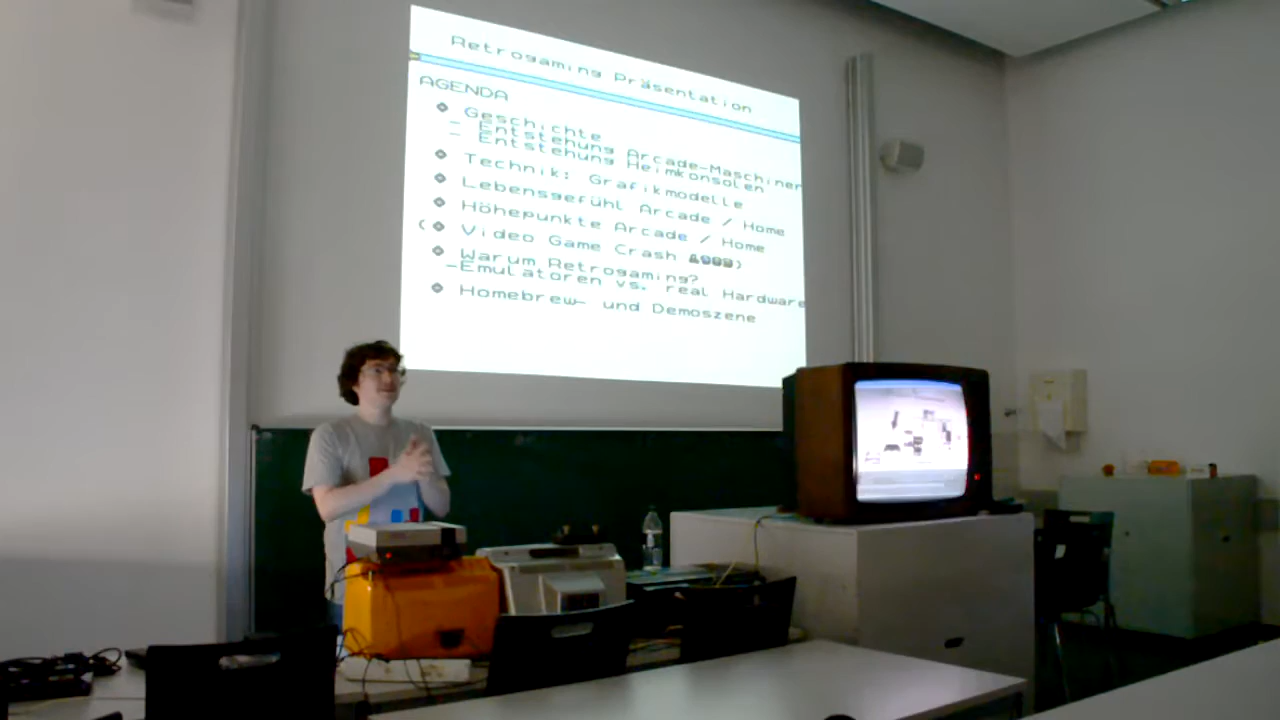 Retrogaming Präsentation
AGENDA
Geschichte
- Entstehung Arcade-Maschinen
- Entstehung Heimkonsolen
Technik: Grafikmodelle
Lebensgefühl Arcade / Home
Höhepunkte Arcade / Home
( Video Game Crash )
Warum Retrogaming?
-Emulatoren vs. real Hardware
Homebrew- und Demoszene